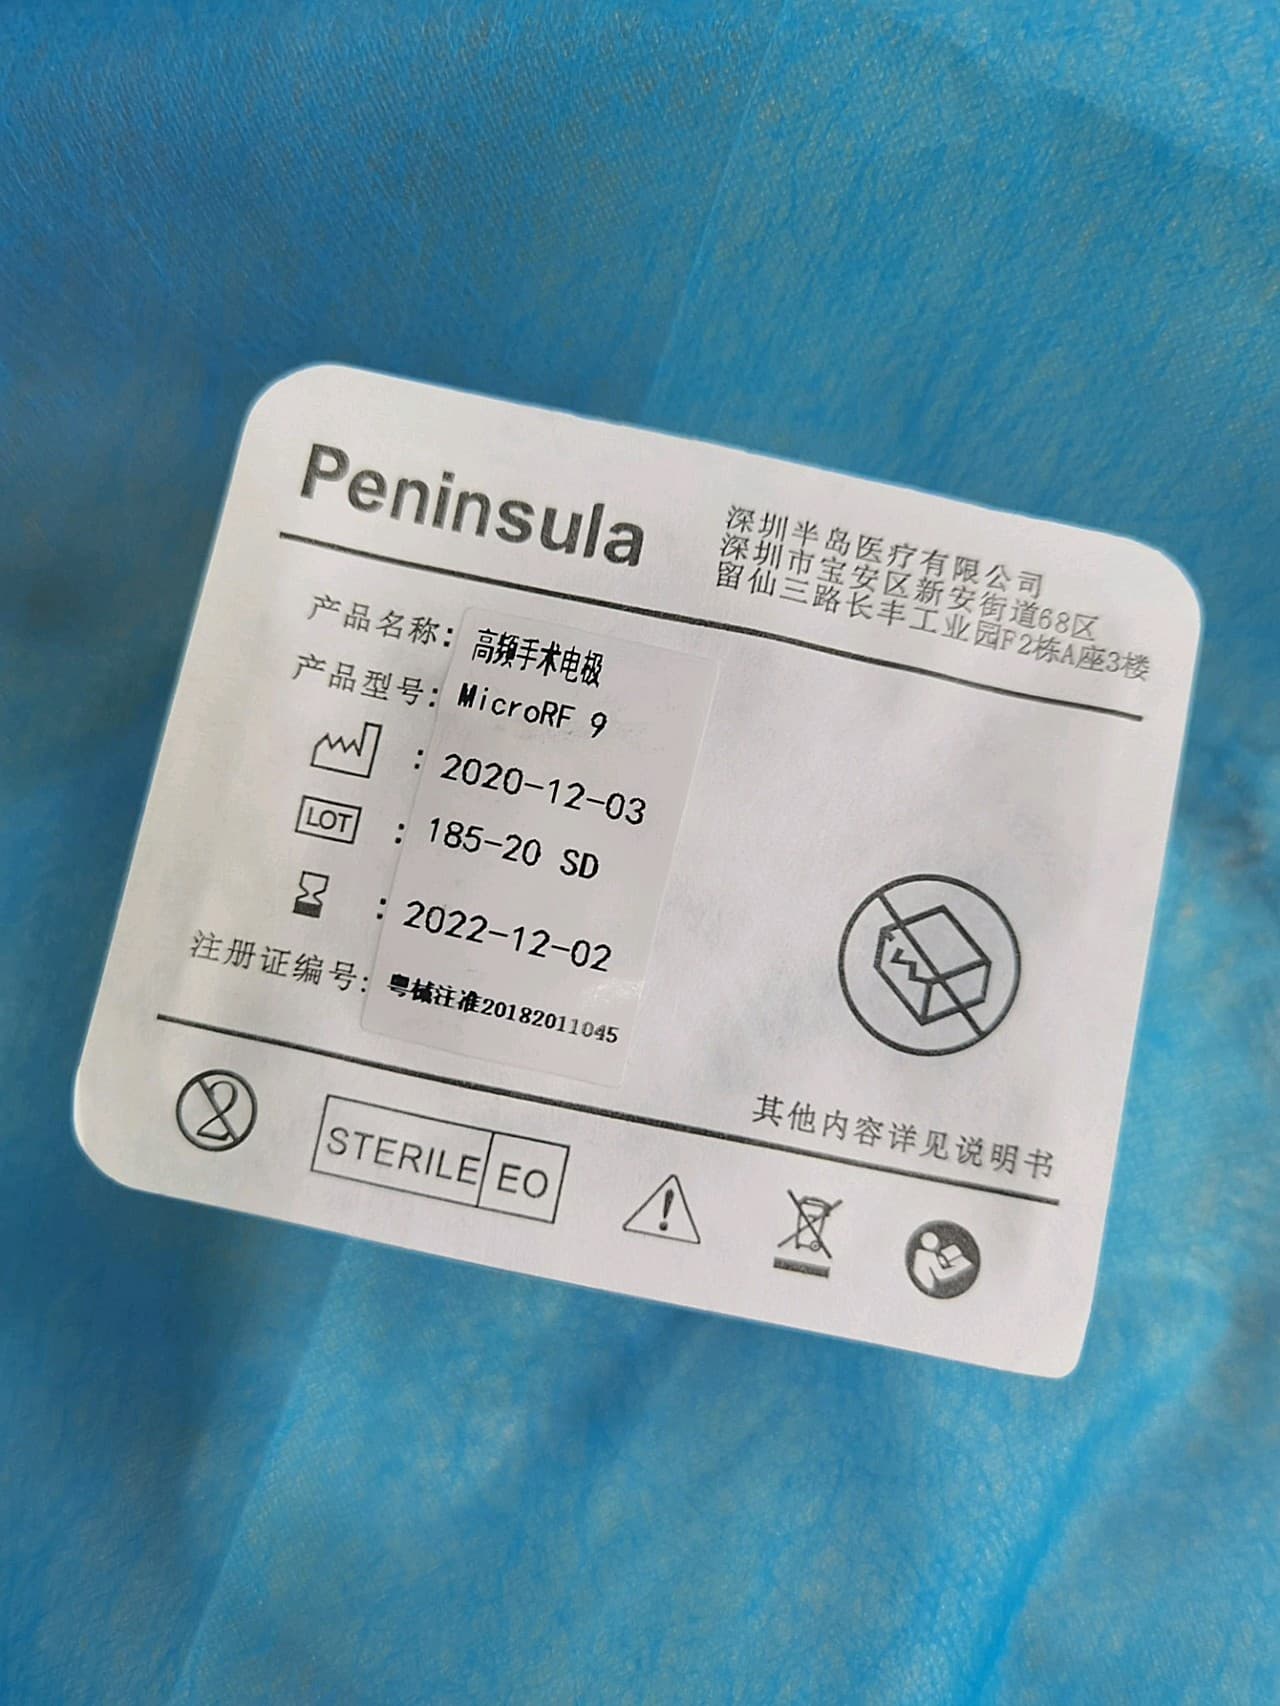 Peninsula
深圳半岛医疗有限公司
深圳市宝安区新安街道68区
留仙三路长丰工业园F2栋A座3楼
产品名称: 高频手术电极
产品型号: MicroRF 9
: 2020-12-03
LOT : 185-20 SD
: 2022-12-02
注册证编号: 粤械注准20182011045
其他内容详见说明书
2 STERILE EO